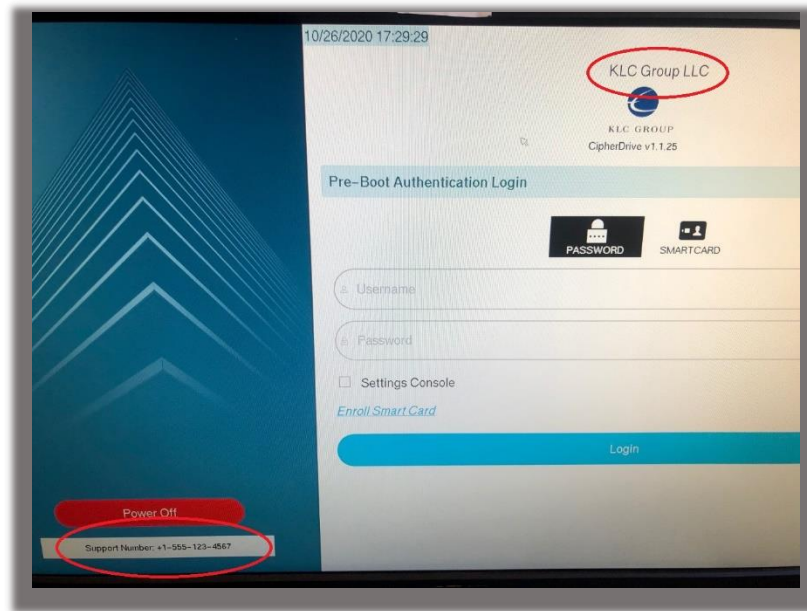 10/26/2020 17:29:29
KLC Group LLC
KLC GROUP
CipherDrive v1.1.25
Pre-Boot Authentication Login
PASSWORD
SMARTCARD
Username
Password
Settings Console
Enroll Smart Card
Login
Power Off
Support Number: +1-555-123-4567